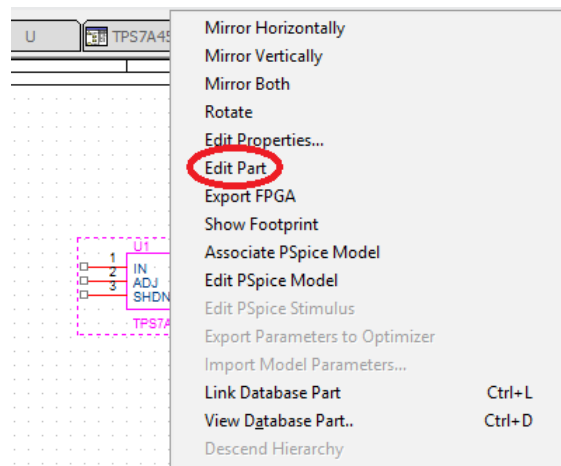 U
TPS7A45
Mirror Horizontally
Mirror Vertically
Mirror Both
Rotate
Edit Properties...
Edit Part
Export FPGA
Show Footprint
Associate PSpice Model
Edit PSpice Model
Edit PSpice Stimulus
Export Parameters to Optimizer
Import Model Parameters...
Link Database Part Ctrl+L
View Database Part.. Ctrl+D
Descend Hierarchy
U1
1 IN
2 ADJ
3 SHDN
TPS7A